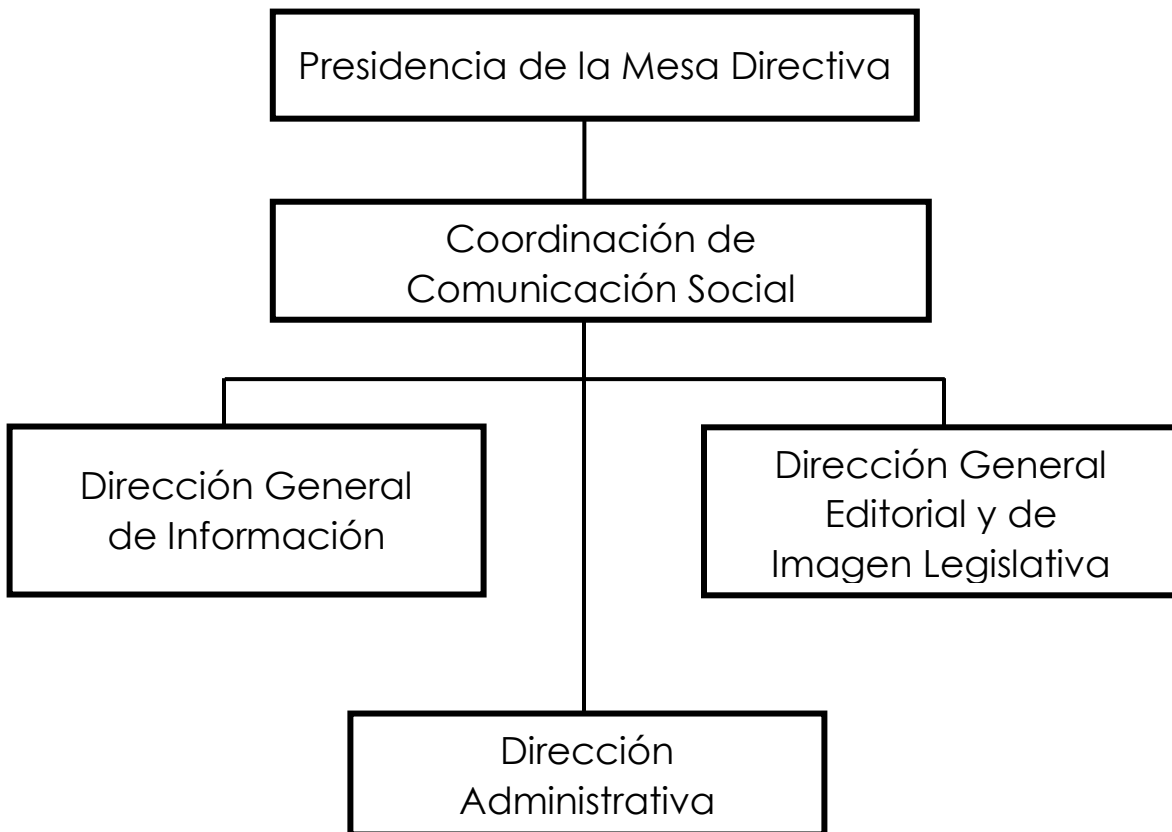 Presidencia de la Mesa Directiva
Coordinación de
Comunicación Social
Dirección General
de Información
Dirección General
Editorial y de
Imagen Legislativa
Dirección
Administrativa